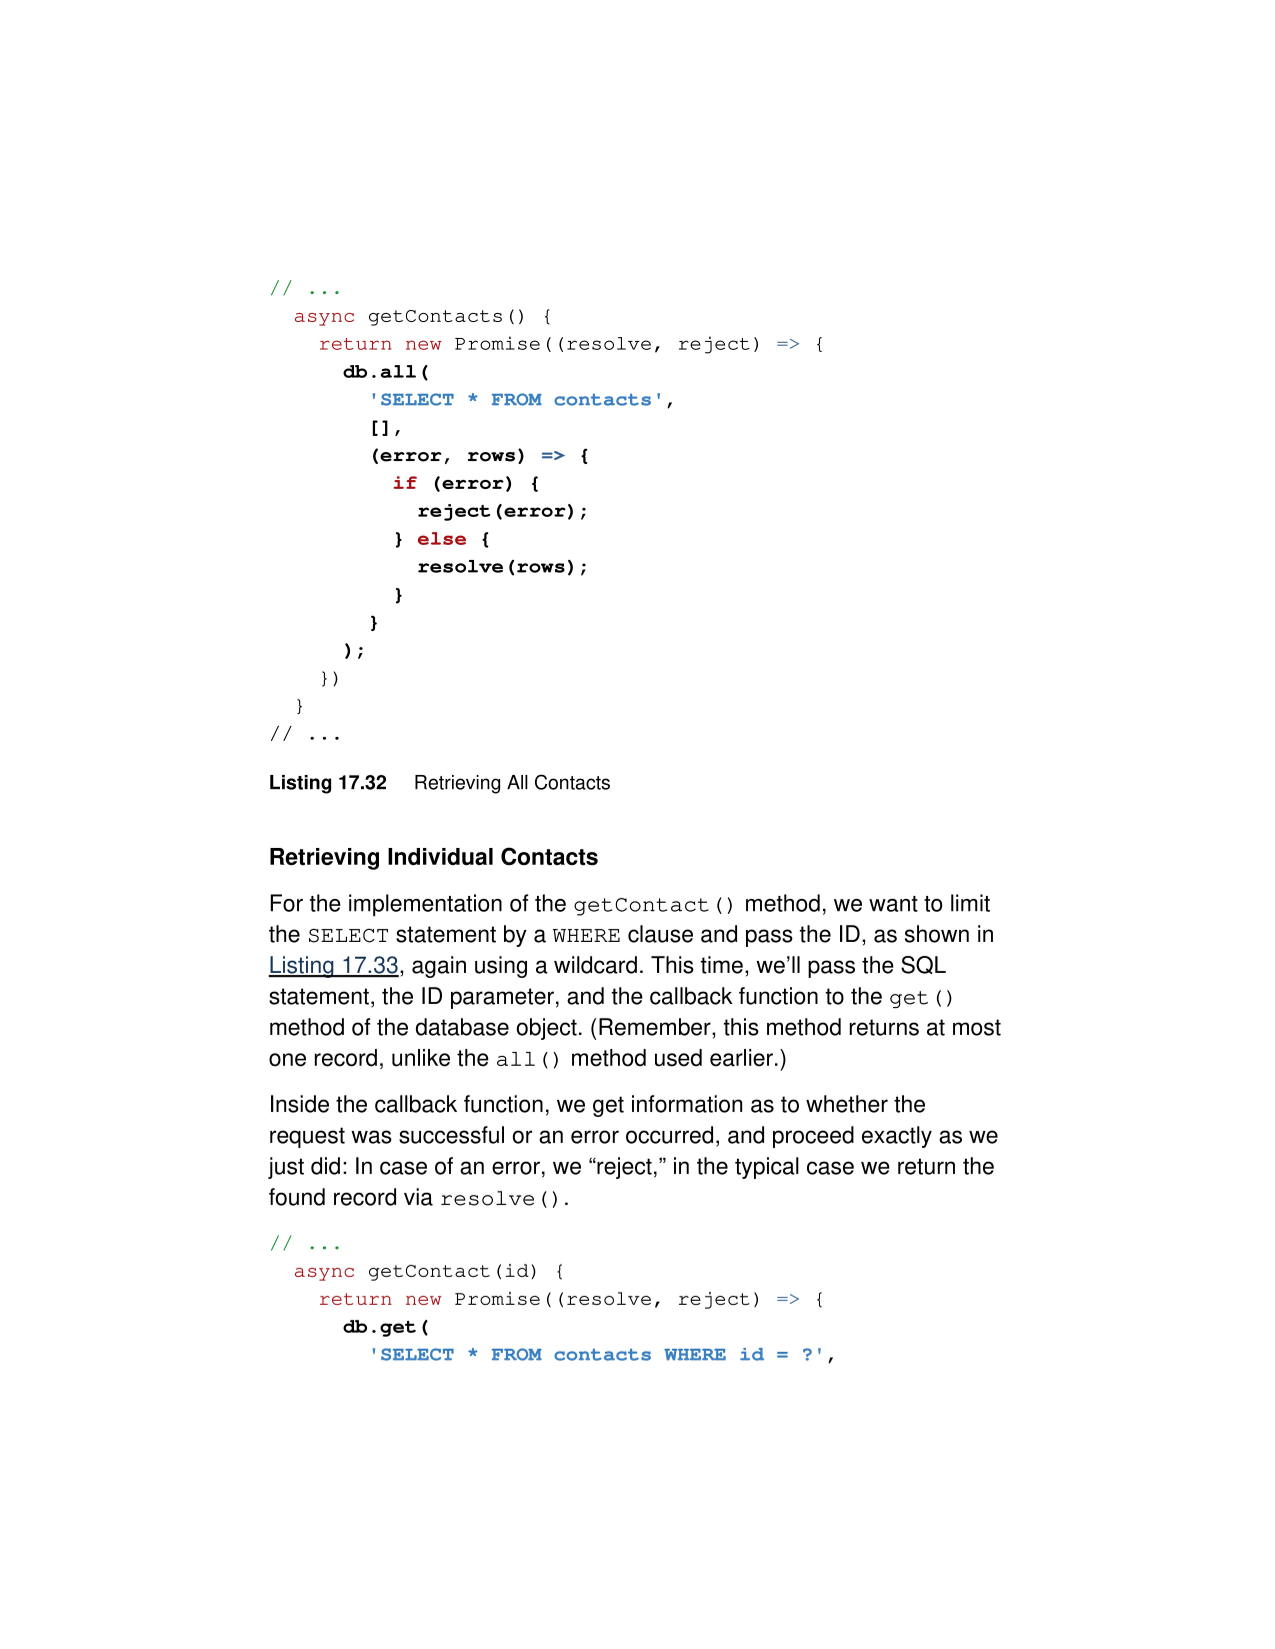 // ...
  async getContacts() {
    return new Promise((resolve, reject) => {
      db.all(
        'SELECT * FROM contacts',
        [],
        (error, rows) => {
          if (error) {
            reject(error);
          } else {
            resolve(rows);
          }
        }
      );
    })
  }
// ...
Listing 17.32 Retrieving All Contacts
Retrieving Individual Contacts
For the implementation of the getContact() method, we want to limit
the SELECT statement by a WHERE clause and pass the ID, as shown in
Listing 17.33, again using a wildcard. This time, we’ll pass the SQL
statement, the ID parameter, and the callback function to the get()
method of the database object. (Remember, this method returns at most
one record, unlike the all() method used earlier.)
Inside the callback function, we get information as to whether the
request was successful or an error occurred, and proceed exactly as we
just did: In case of an error, we “reject,” in the typical case we return the
found record via resolve().
// ...
  async getContact(id) {
    return new Promise((resolve, reject) => {
      db.get(
        'SELECT * FROM contacts WHERE id = ?',